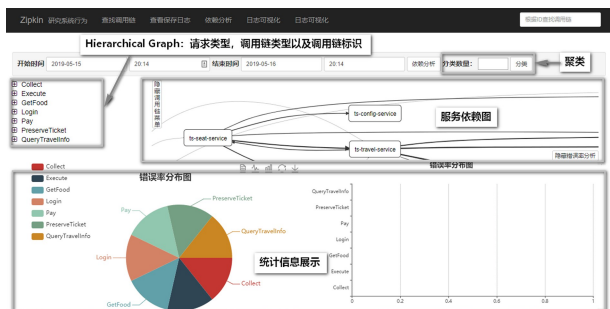 Zipkin 研究系统行为 查找调用链 查看保存日志 依赖分析 日志可视化 日志可视化 根据ID查找调用链
Hierarchical Graph：请求类型，调用链类型以及调用链标识
开始时间 2019-05-15 20:14 结束时间 2019-05-16 20:14 依赖分析 分类数量： 分类 聚类
Collect
Execute
GetFood
Login
Pay
PreserveTicket
QueryTravelInfo
隐藏调用链菜单
ts-config-service
服务依赖图
ts-seat-service
ts-travel-service
隐藏错误率分析
Collect
Execute
GetFood
Login
Pay
PreserveTicket
QueryTravelInfo
错误率分布图
PreserveTicket
Pay
QueryTravelInfo
Login
Collect
GetFood
统计信息展示
错误率分布图
QueryTravelInfo
PreserveTicket
Pay
Login
GetFood
Execute
Collect
0 0.2 0.4 0.6 0.8 1